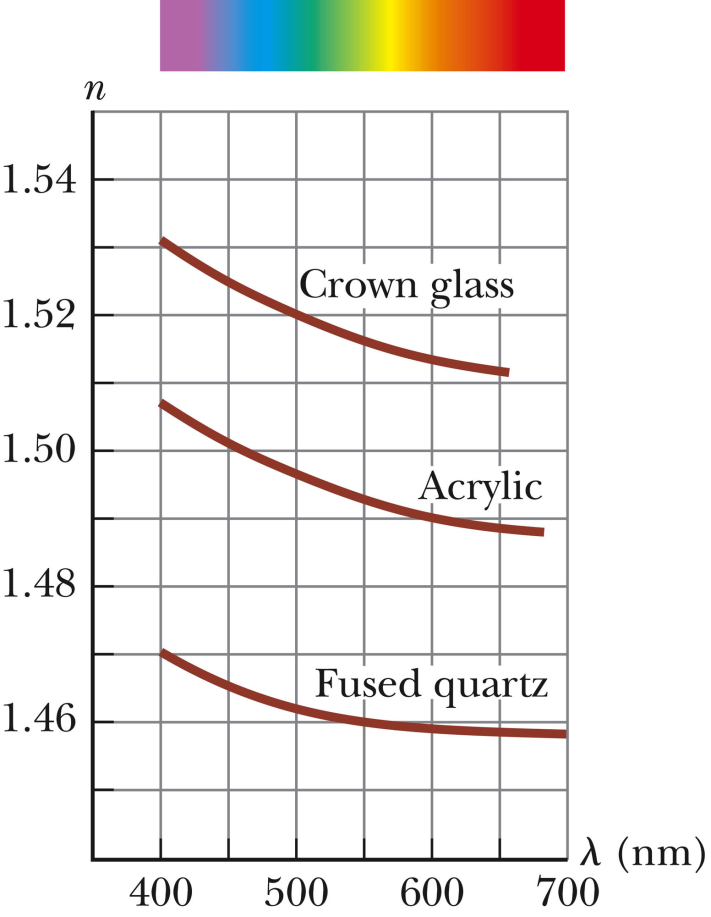 n
1.54
Crown glass
1.52
1.50
Acrylic
1.48
Fused quartz
1.46
λ (nm)
400 500 600 700